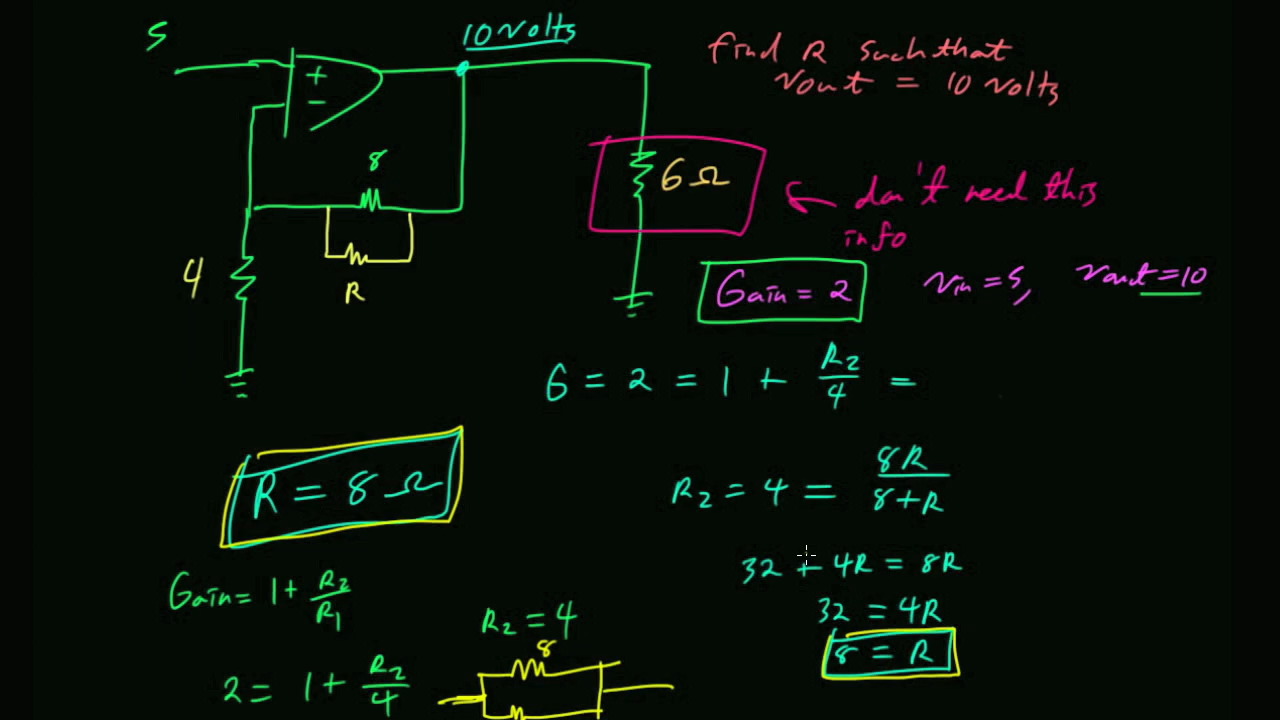 5
10 volts
find R such that
Vout = 10 volts
+
−
8
6 Ω
don't need this
info
4
R
Gain = 2
Vin = 5, Vout = 10
G = 2 = 1 + R2/4 =
R = 8 Ω
R2 = 4 = 8R/(8+R)
32 + 4R = 8R
32 = 4R
8 = R
Gain = 1 + R2/R1
R2 = 4
8
2 = 1 + R2/4